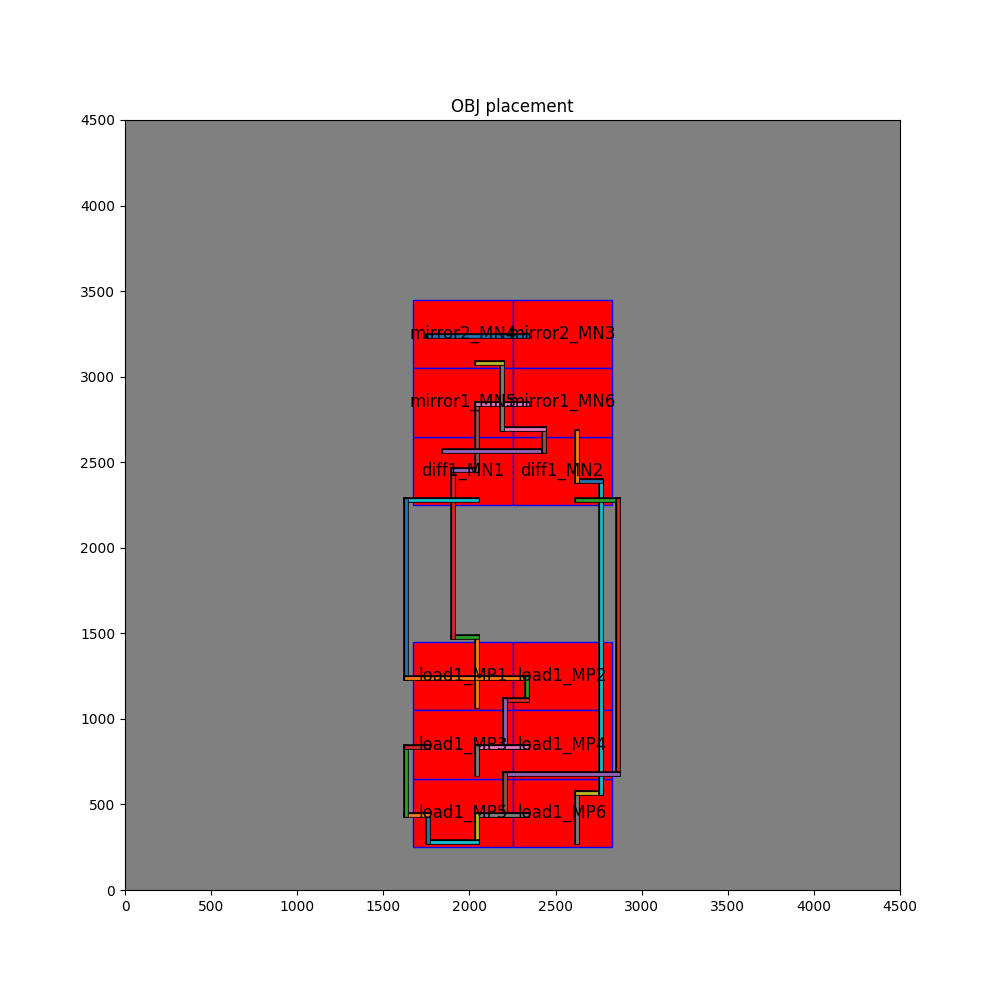 OBJ placement
4500
4000
3500
3000
2500
2000
1500
1000
500
0
mirror2_MN4 mirror2_MN3
mirror1_MN5 mirror1_MN6
diff1_MN1 diff1_MN2
load1_MP1 load1_MP2
load1_MP3 load1_MP4
load1_MP5 load1_MP6
0 500 1000 1500 2000 2500 3000 3500 4000 4500